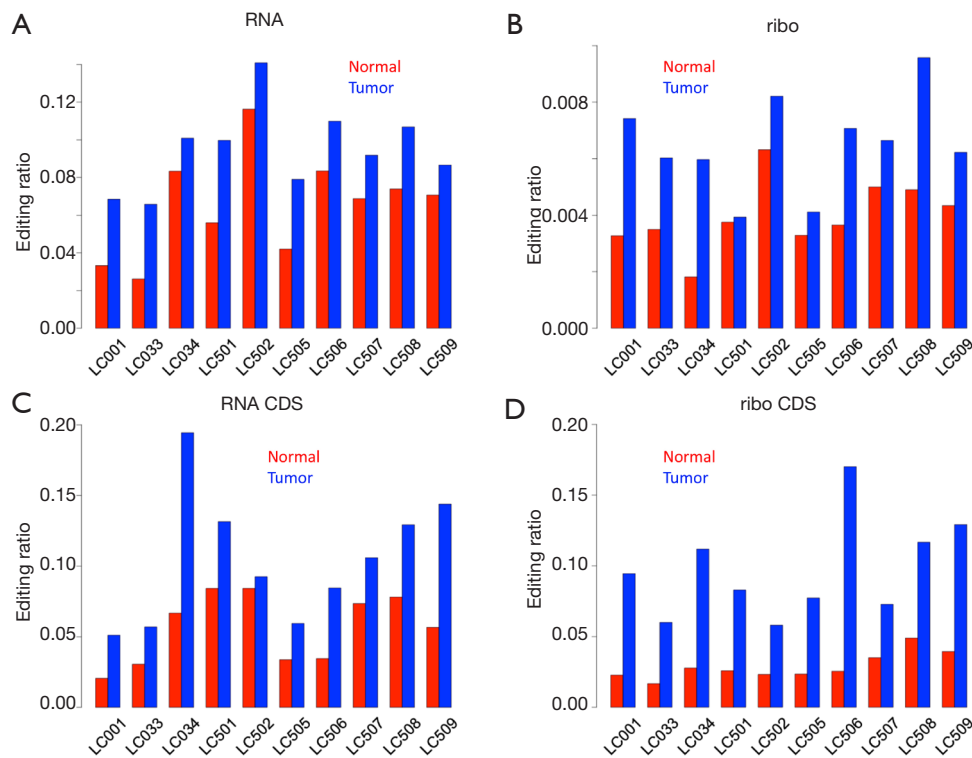 A
RNA
Editing ratio
0.12
0.08
0.04
0.00
Normal
Tumor
LC001
LC033
LC034
LC501
LC502
LC505
LC506
LC507
LC508
LC509
B
ribo
Editing ratio
0.008
0.004
0.000
Normal
Tumor
LC001
LC033
LC034
LC501
LC502
LC505
LC506
LC507
LC508
LC509
C
RNA CDS
Editing ratio
0.20
0.15
0.10
0.05
0.00
Normal
Tumor
LC001
LC033
LC034
LC501
LC502
LC505
LC506
LC507
LC508
LC509
D
ribo CDS
Editing ratio
0.20
0.15
0.10
0.05
0.00
Normal
Tumor
LC001
LC033
LC034
LC501
LC502
LC505
LC506
LC507
LC508
LC509